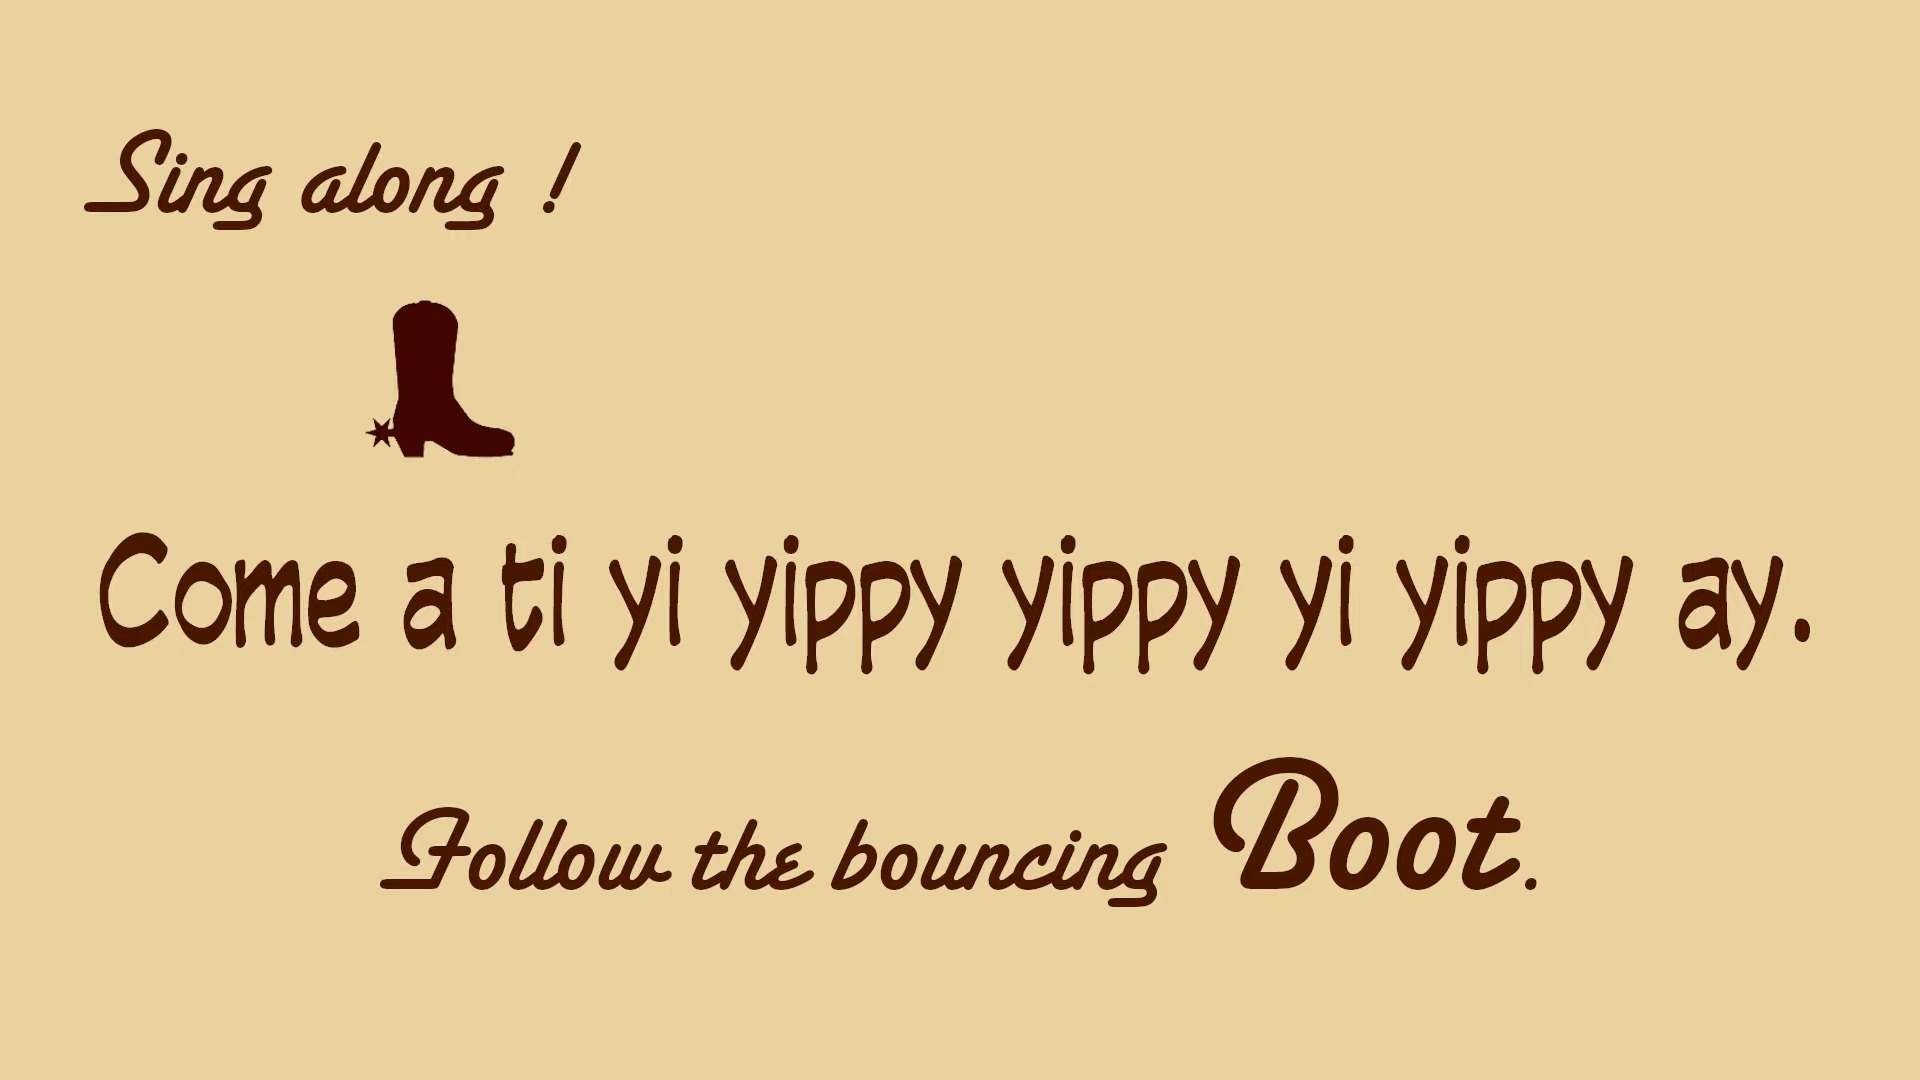 Sing along !
Come a ti yi yippy yippy yi yippy ay.
Follow the bouncing Boot.